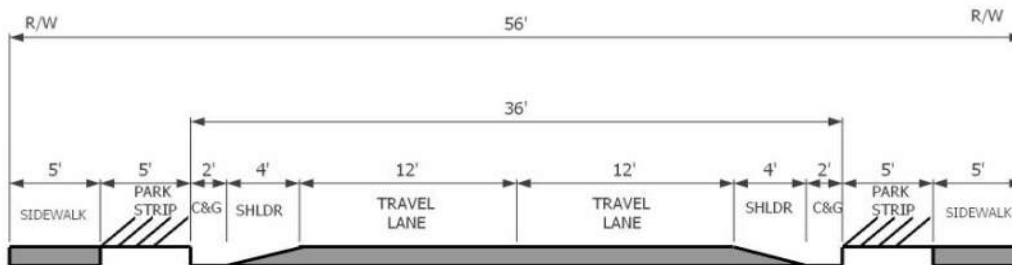 R/W
R/W
56'
36'
5'
5'
2'
4'
12'
12'
4'
2'
5'
5'
SIDEWALK
PARK
STRIP
C&G
SHLDR
TRAVEL
LANE
TRAVEL
LANE
SHLDR
C&G
PARK
STRIP
SIDEWALK